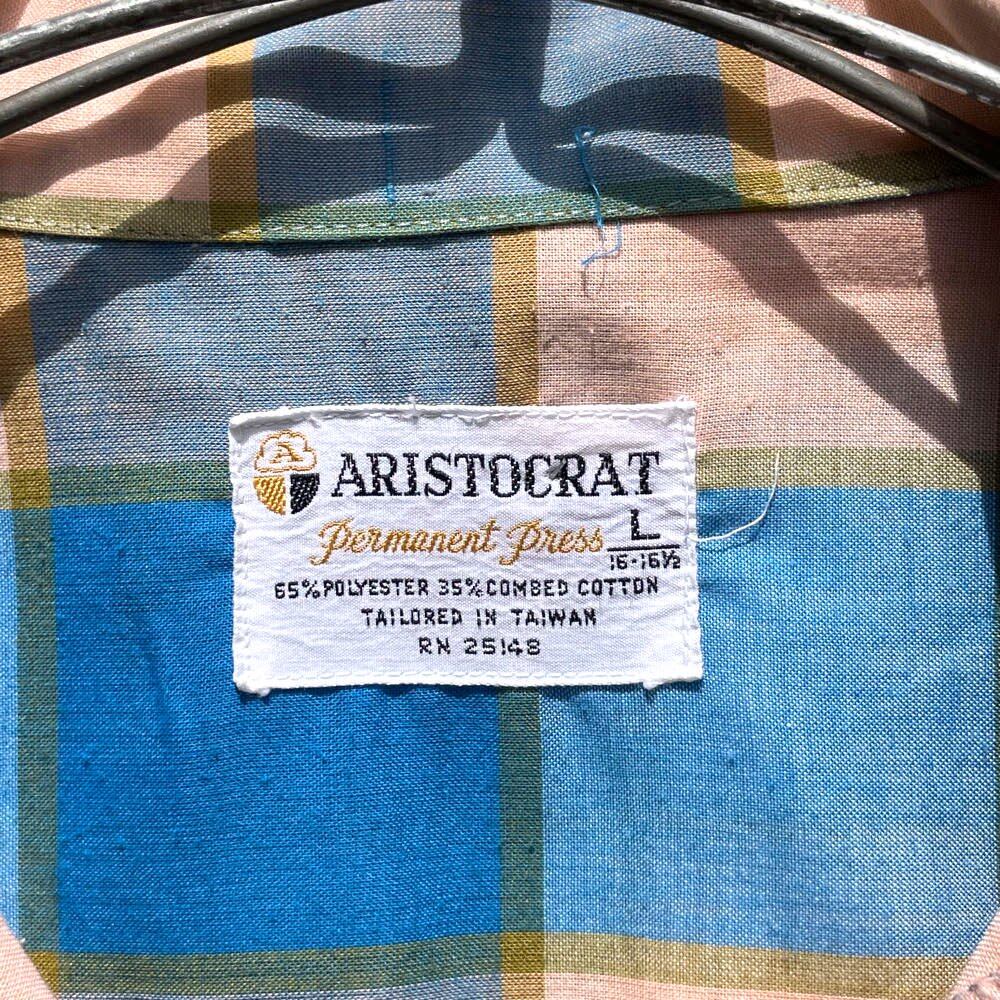 A
ARISTOCRAT
Permanent Press L
16·16½
65% POLYESTER 35% COMBED COTTON
TAILORED IN TAIWAN
RN 25148